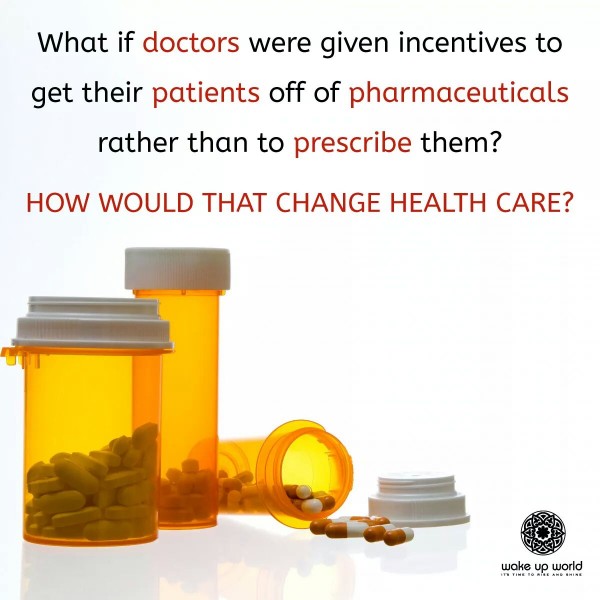 What if doctors were given incentives to
get their patients off of pharmaceuticals
rather than to prescribe them?
HOW WOULD THAT CHANGE HEALTH CARE?
wake up world
IT'S TIME TO RISE AND SHINE